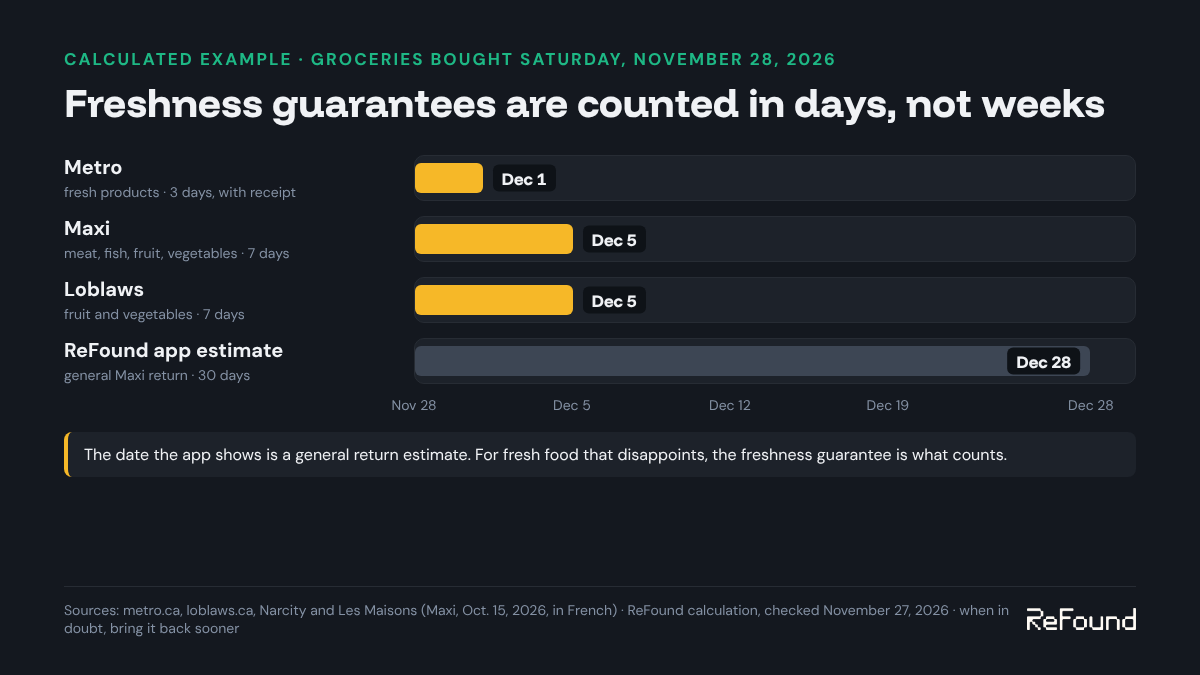 CALCULATED EXAMPLE · GROCERIES BOUGHT SATURDAY, NOVEMBER 28, 2026
Freshness guarantees are counted in days, not weeks
Metro
fresh products · 3 days, with receipt
Dec 1
Maxi
meat, fish, fruit, vegetables · 7 days
Dec 5
Loblaws
fruit and vegetables · 7 days
Dec 5
ReFound app estimate
general Maxi return · 30 days
Dec 28
Nov 28 Dec 5 Dec 12 Dec 19 Dec 28
The date the app shows is a general return estimate. For fresh food that disappoints, the freshness guarantee is what counts.
Sources: metro.ca, loblaws.ca, Narcity and Les Maisons (Maxi, Oct. 15, 2026, in French) · ReFound calculation, checked November 27, 2026 · when in
doubt, bring it back sooner
ReFound